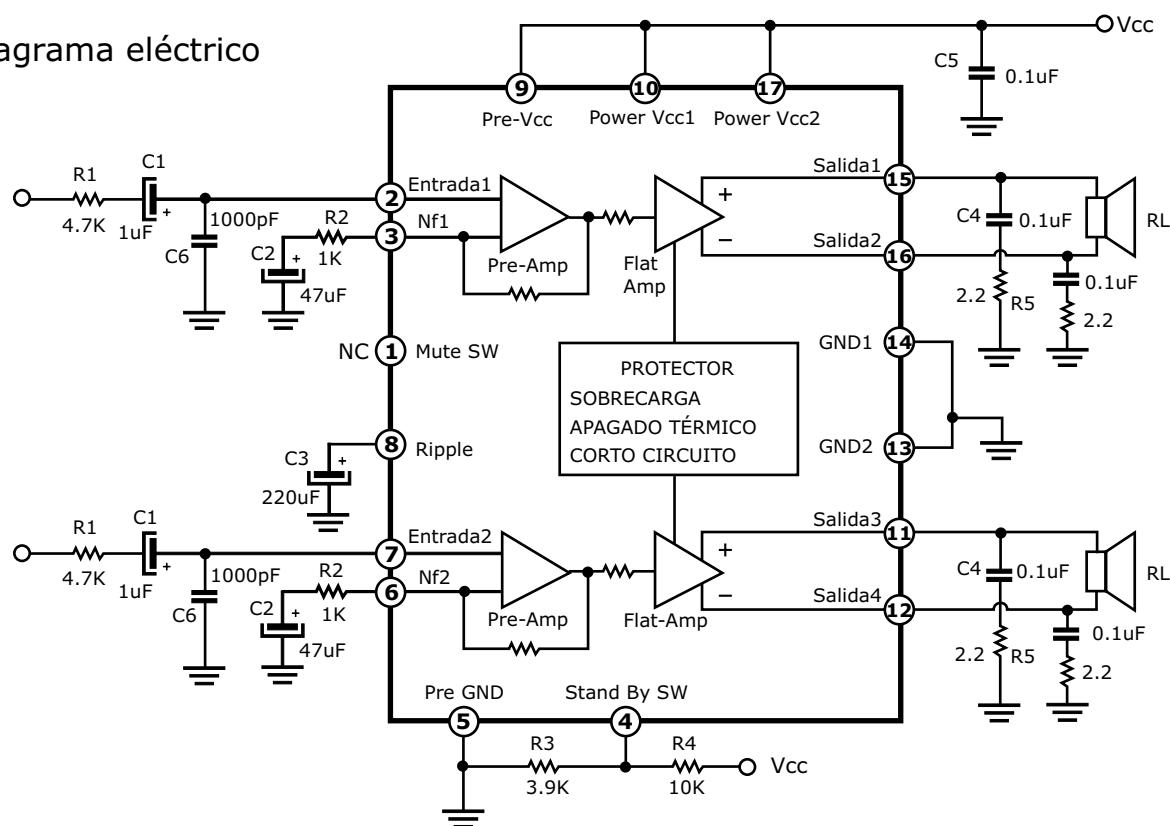 agrama eléctrico
Vcc
C5
0.1uF
9
10
17
Pre-Vcc
Power Vcc1
Power Vcc2
R1
4.7K
C1
+
1uF
1000pF
C6
2
Entrada1
3
Nf1
R2
1K
C2
+
47uF
Pre-Amp
Flat
Amp
+
−
Salida1
15
Salida2
16
C4
0.1uF
2.2
R5
0.1uF
2.2
RL
NC
1
Mute SW
PROTECTOR
SOBRECARGA
APAGADO TÉRMICO
CORTO CIRCUITO
GND1
14
GND2
13
8
Ripple
C3
+
220uF
R1
4.7K
C1
+
1uF
1000pF
C6
7
Entrada2
6
Nf2
R2
1K
C2
+
47uF
Pre-Amp
Flat-Amp
+
−
Salida3
11
Salida4
12
C4
0.1uF
2.2
R5
0.1uF
2.2
RL
Pre GND
5
Stand By SW
4
R3
3.9K
R4
10K
Vcc